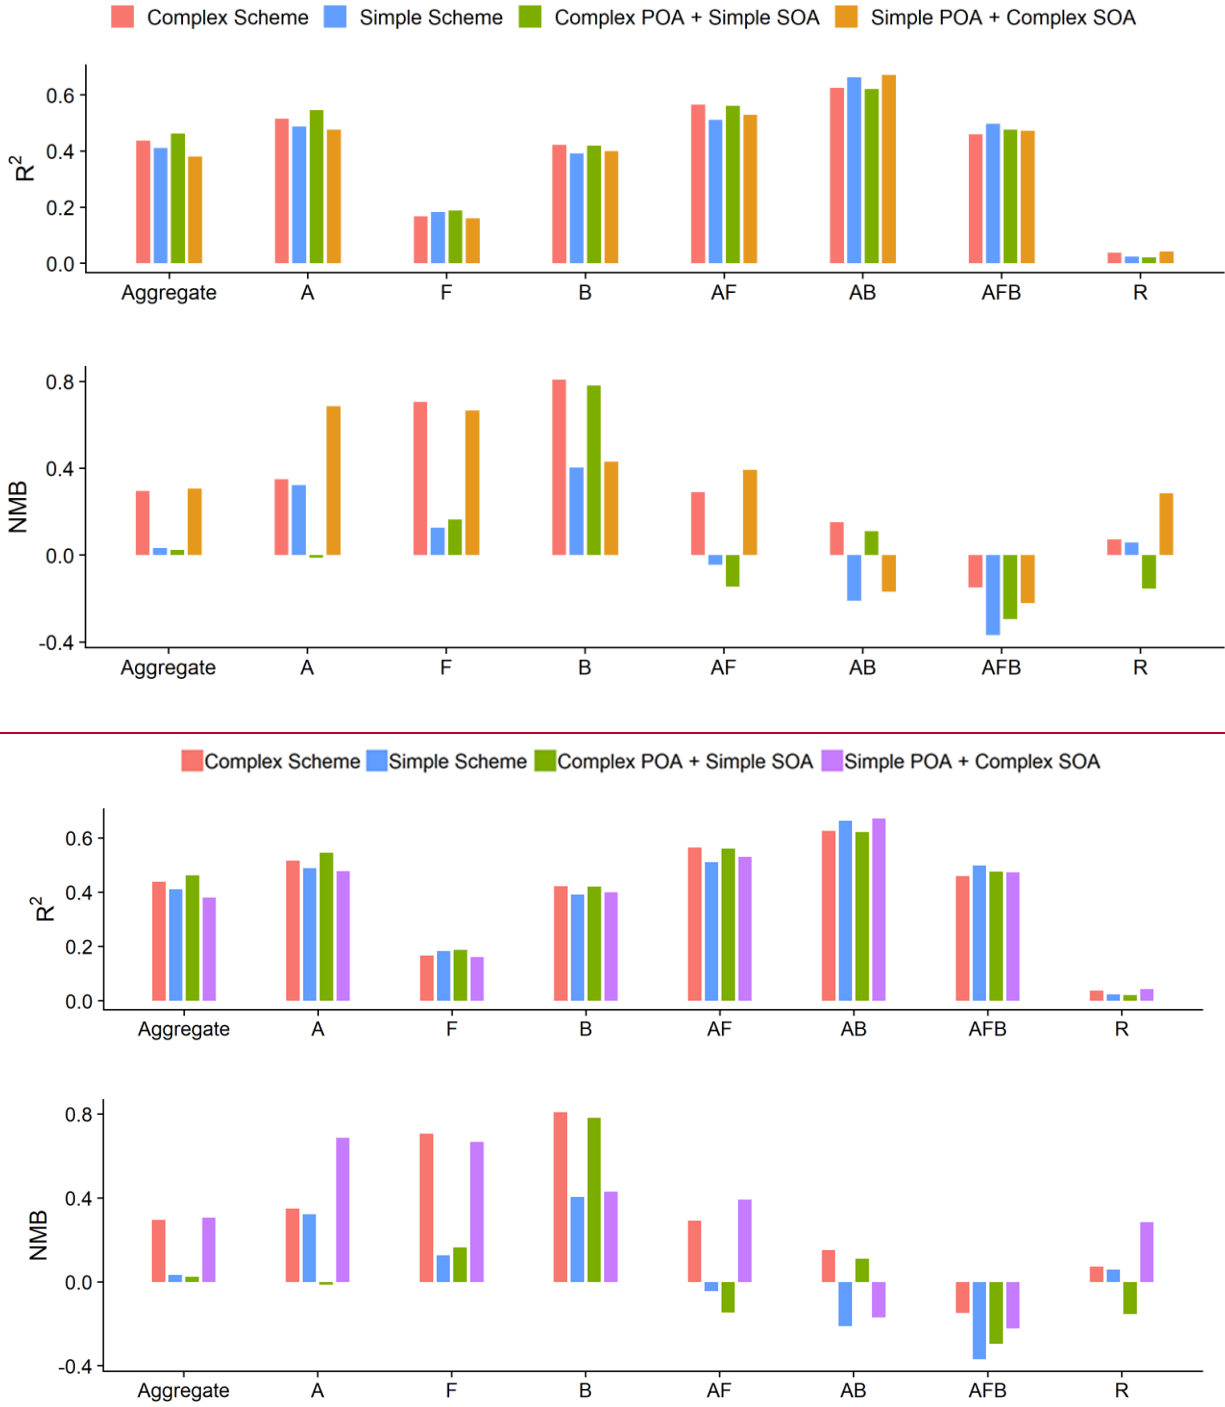 Complex Scheme Simple Scheme Complex POA + Simple SOA Simple POA + Complex SOA
R²
0.6
0.4
0.2
0.0
Aggregate A F B AF AB AFB R
NMB
0.8
0.4
0.0
-0.4
Aggregate A F B AF AB AFB R
Complex Scheme Simple Scheme Complex POA + Simple SOA Simple POA + Complex SOA
R²
0.6
0.4
0.2
0.0
Aggregate A F B AF AB AFB R
NMB
0.8
0.4
0.0
-0.4
Aggregate A F B AF AB AFB R